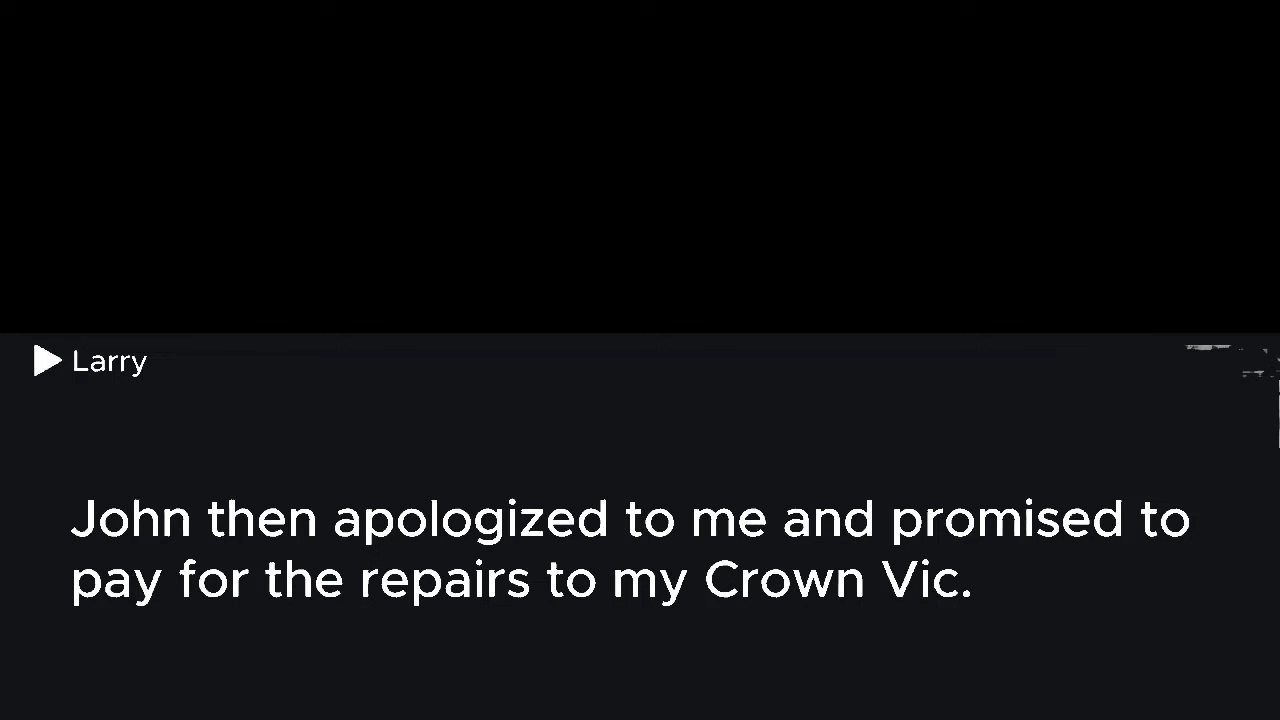 Larry
John then apologized to me and promised to
pay for the repairs to my Crown Vic.